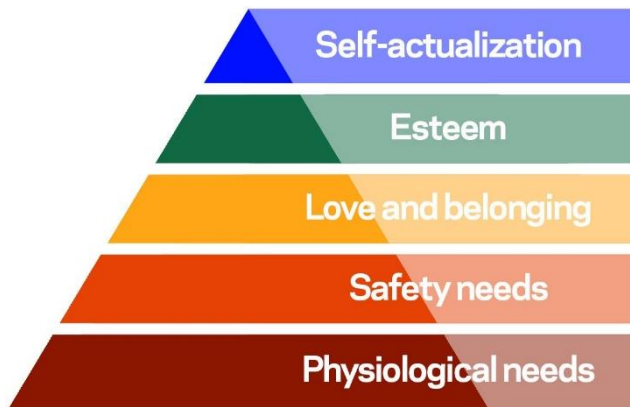 Self-actualization
Esteem
Love and belonging
Safety needs
Physiological needs